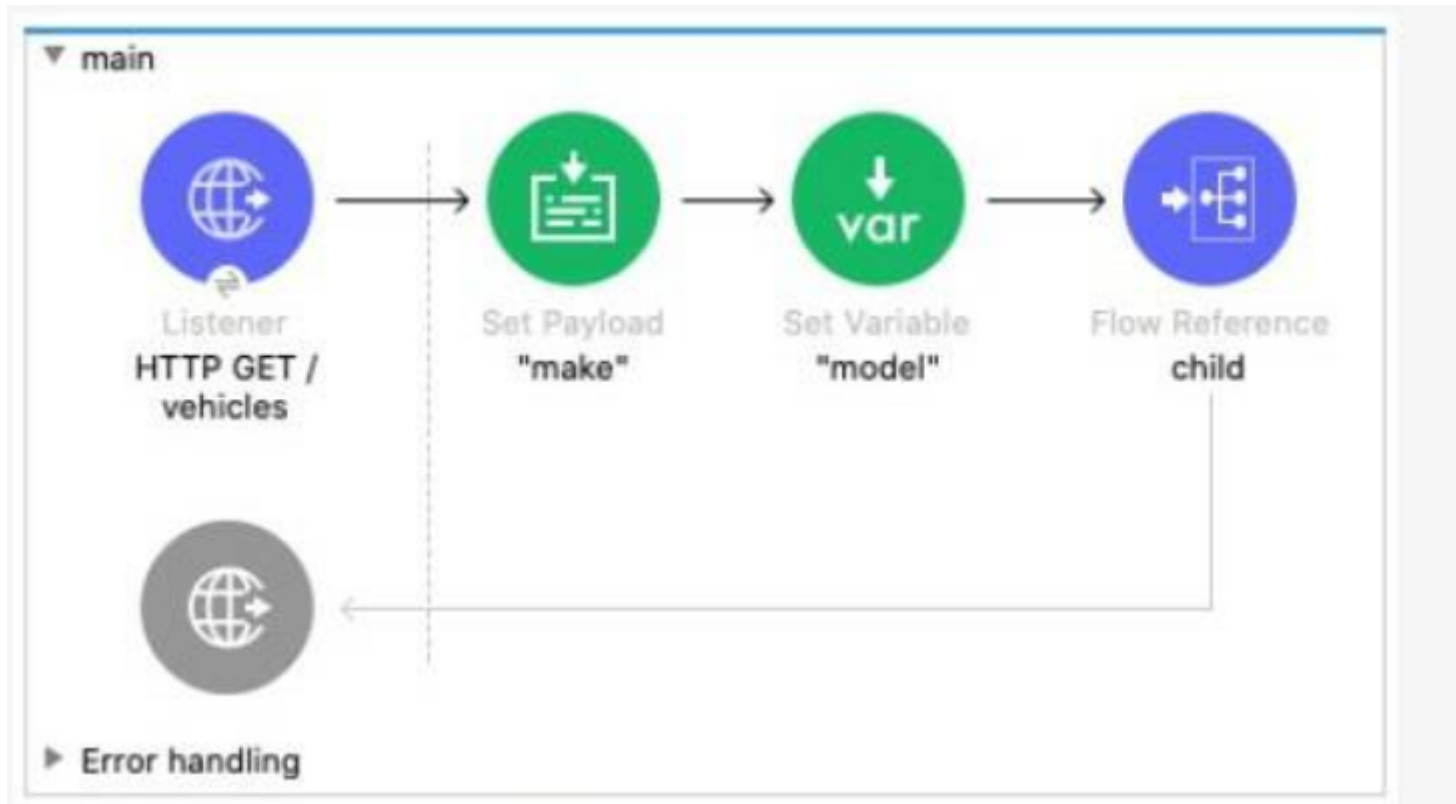 main
var
Listener
HTTP GET /
vehicles
Set Payload
"make"
Set Variable
"model"
Flow Reference
child
Error handling